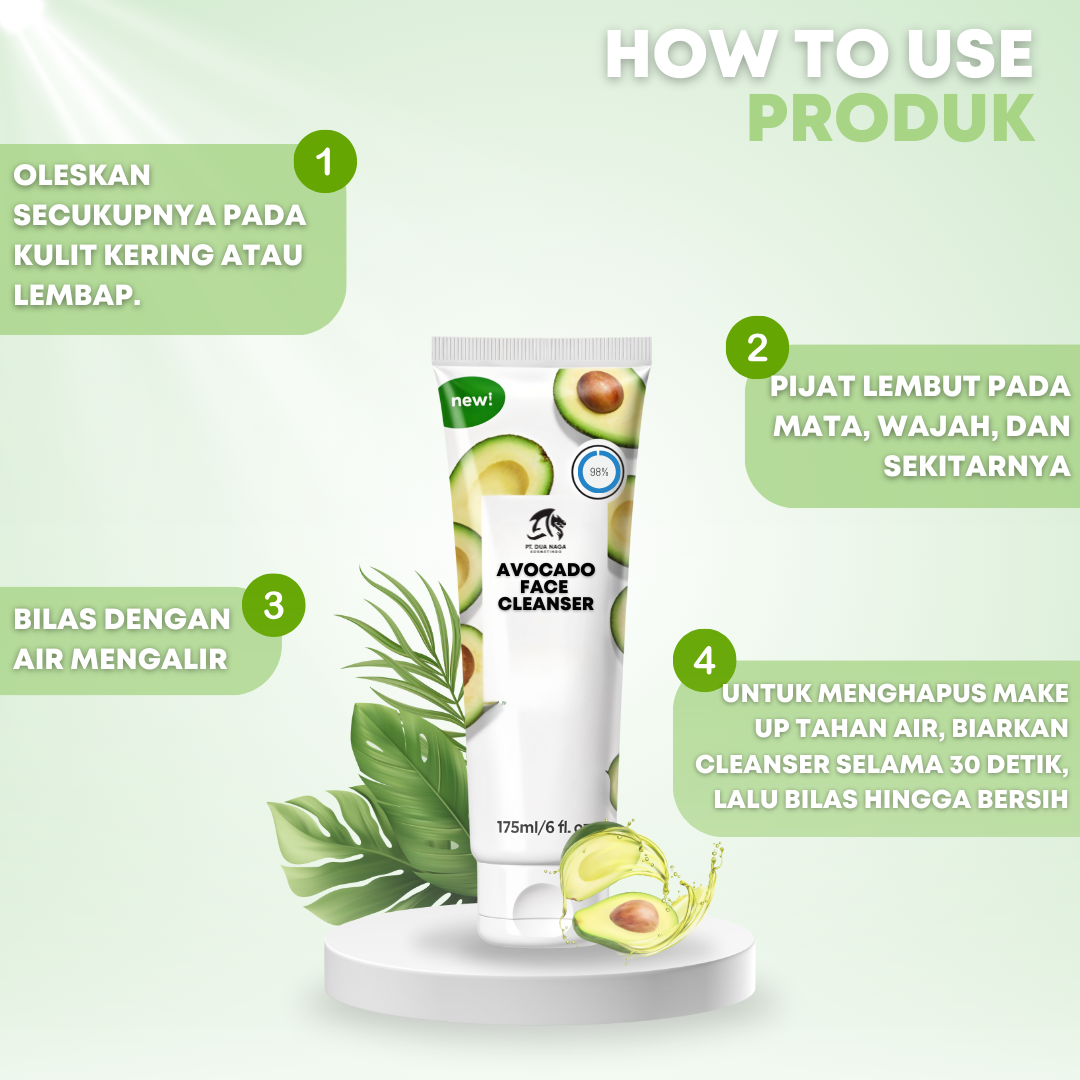 HOW TO USE
PRODUK
1
OLESKAN
SECUKUPNYA PADA
KULIT KERING ATAU
LEMBAP.
2
PIJAT LEMBUT PADA
MATA, WAJAH, DAN
SEKITARNYA
3
BILAS DENGAN
AIR MENGALIR
4
UNTUK MENGHAPUS MAKE
UP TAHAN AIR, BIARKAN
CLEANSER SELAMA 30 DETIK,
LALU BILAS HINGGA BERSIH
new!
98%
PT. DUA NAGA
KOSMETINDO
AVOCADO
FACE
CLEANSER
175ml/6 fl.